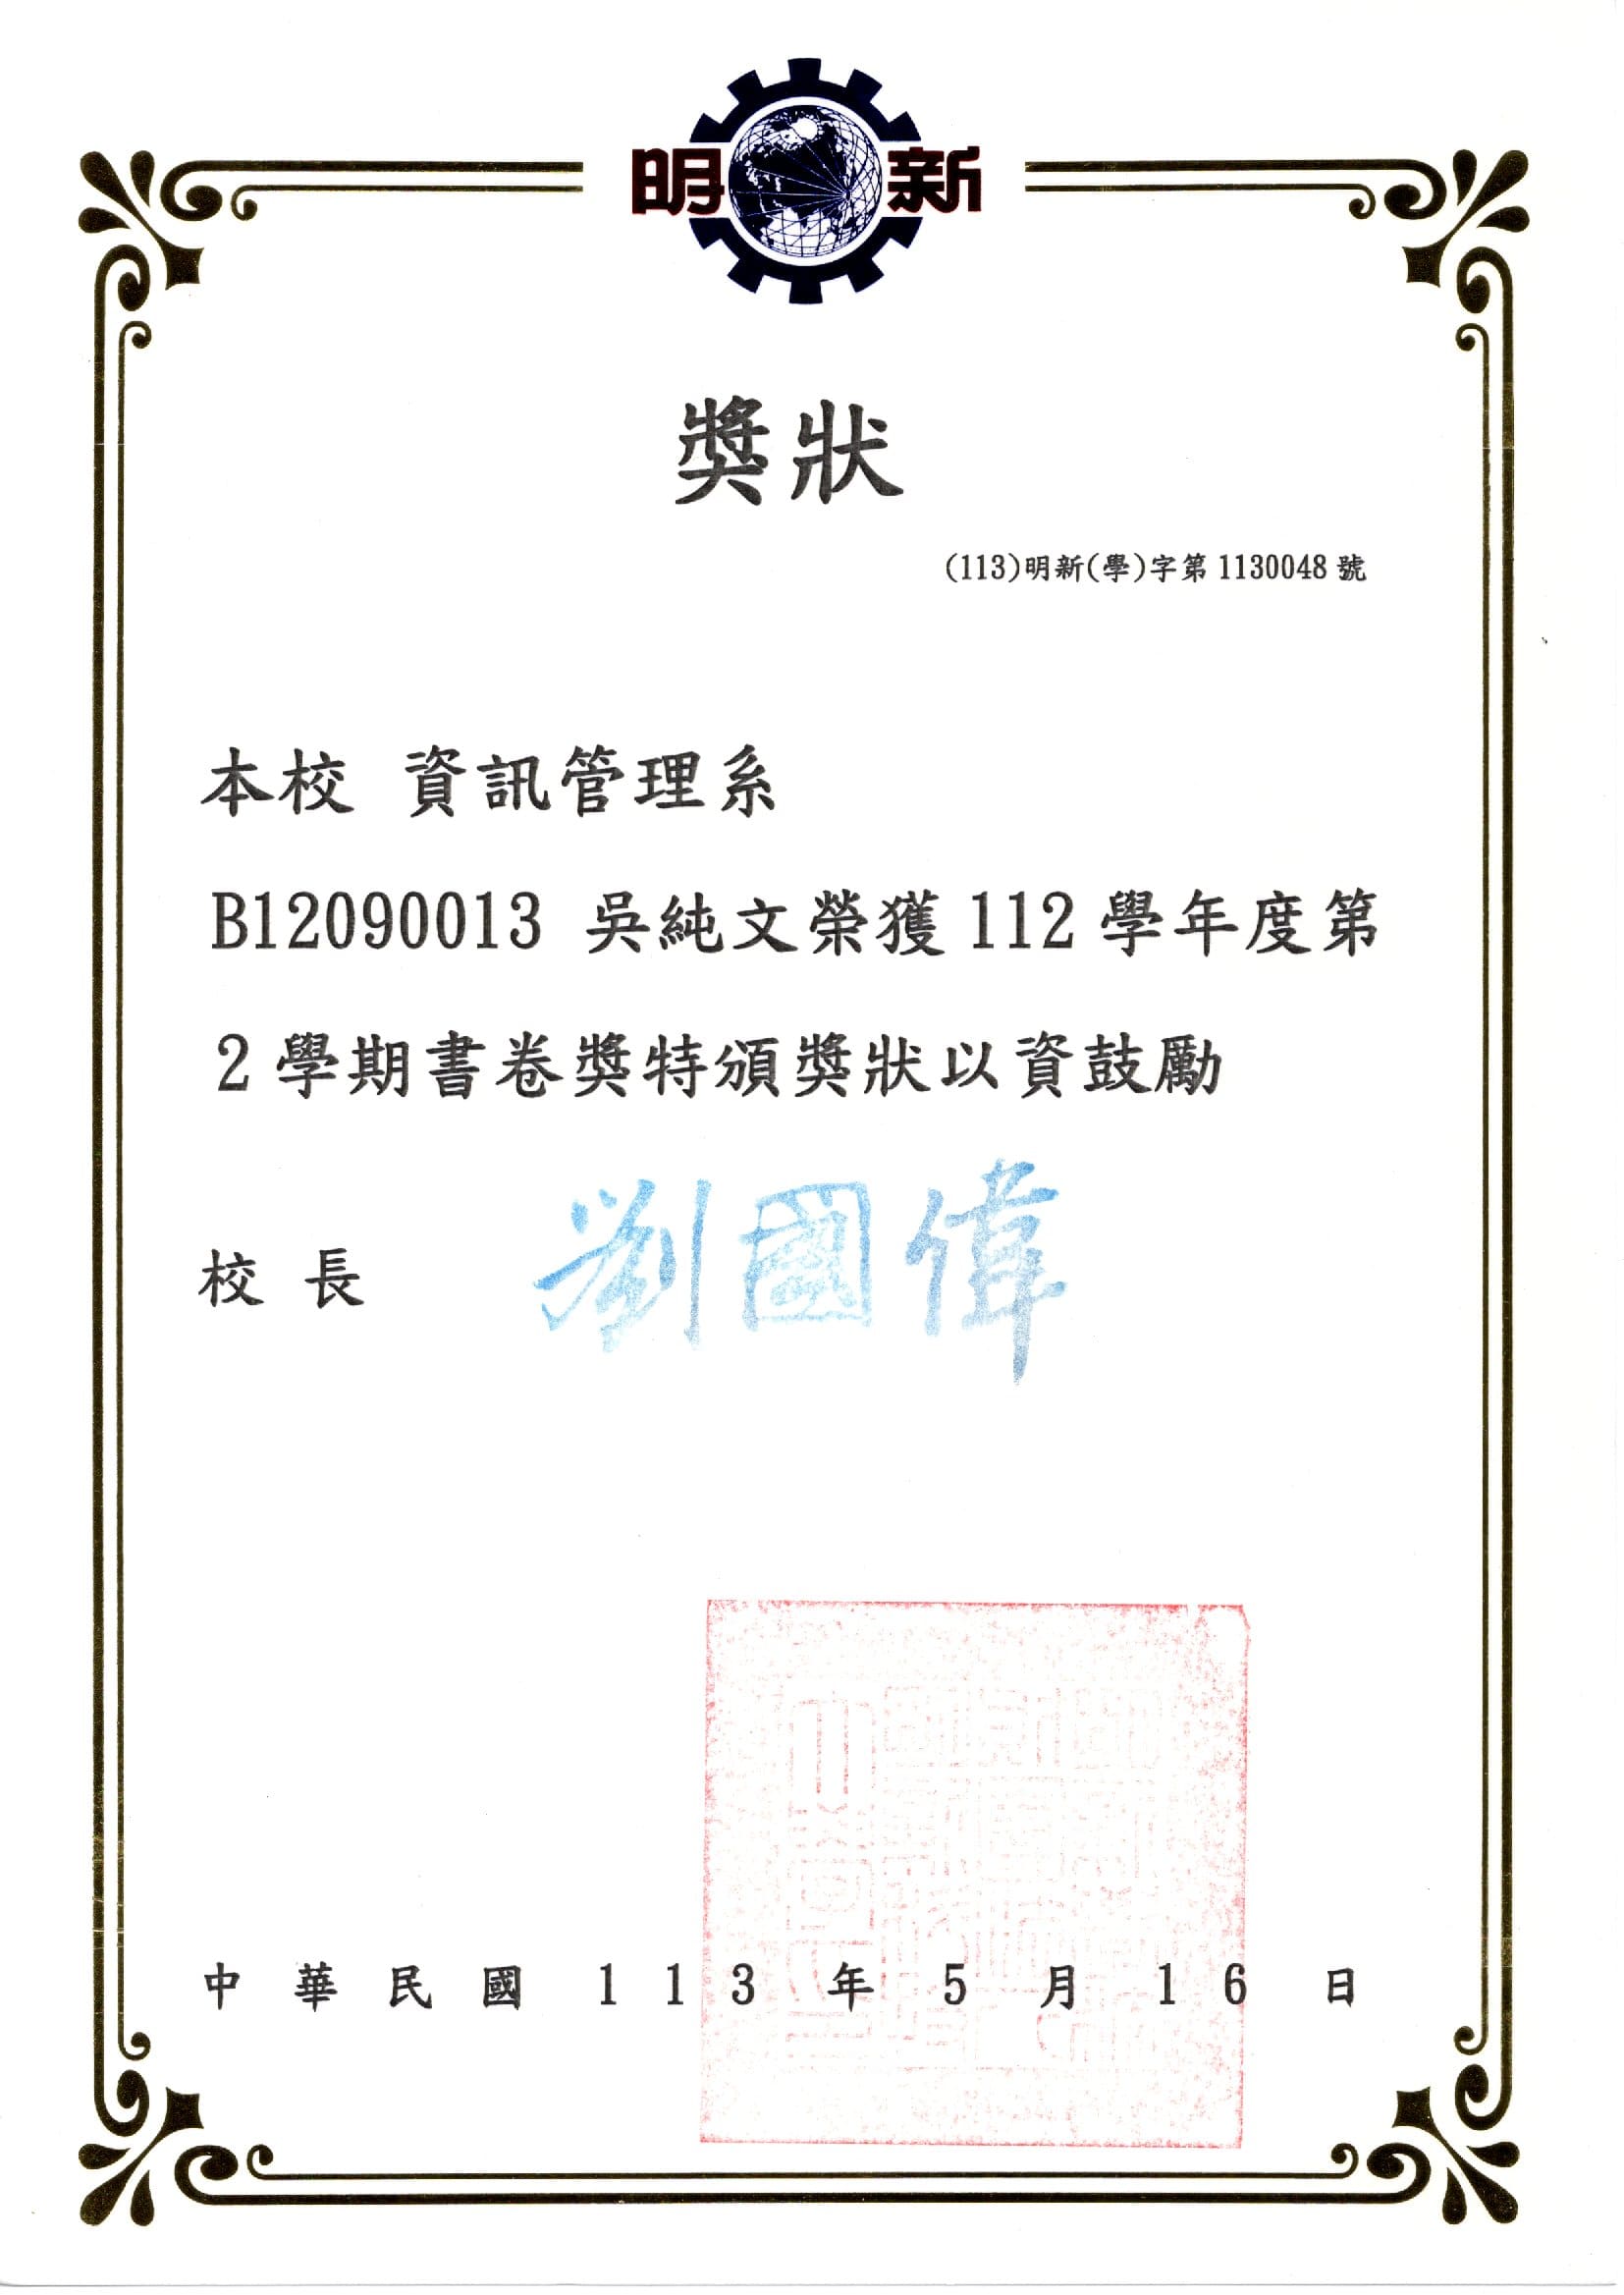 明新
獎狀
(113)明新(學)字第1130048號
本校 資訊管理系
B12090013 吳純文榮獲112學年度第
2學期書卷獎特頒獎狀以資鼓勵
校長 劉國偉
中華民國113年5月16日